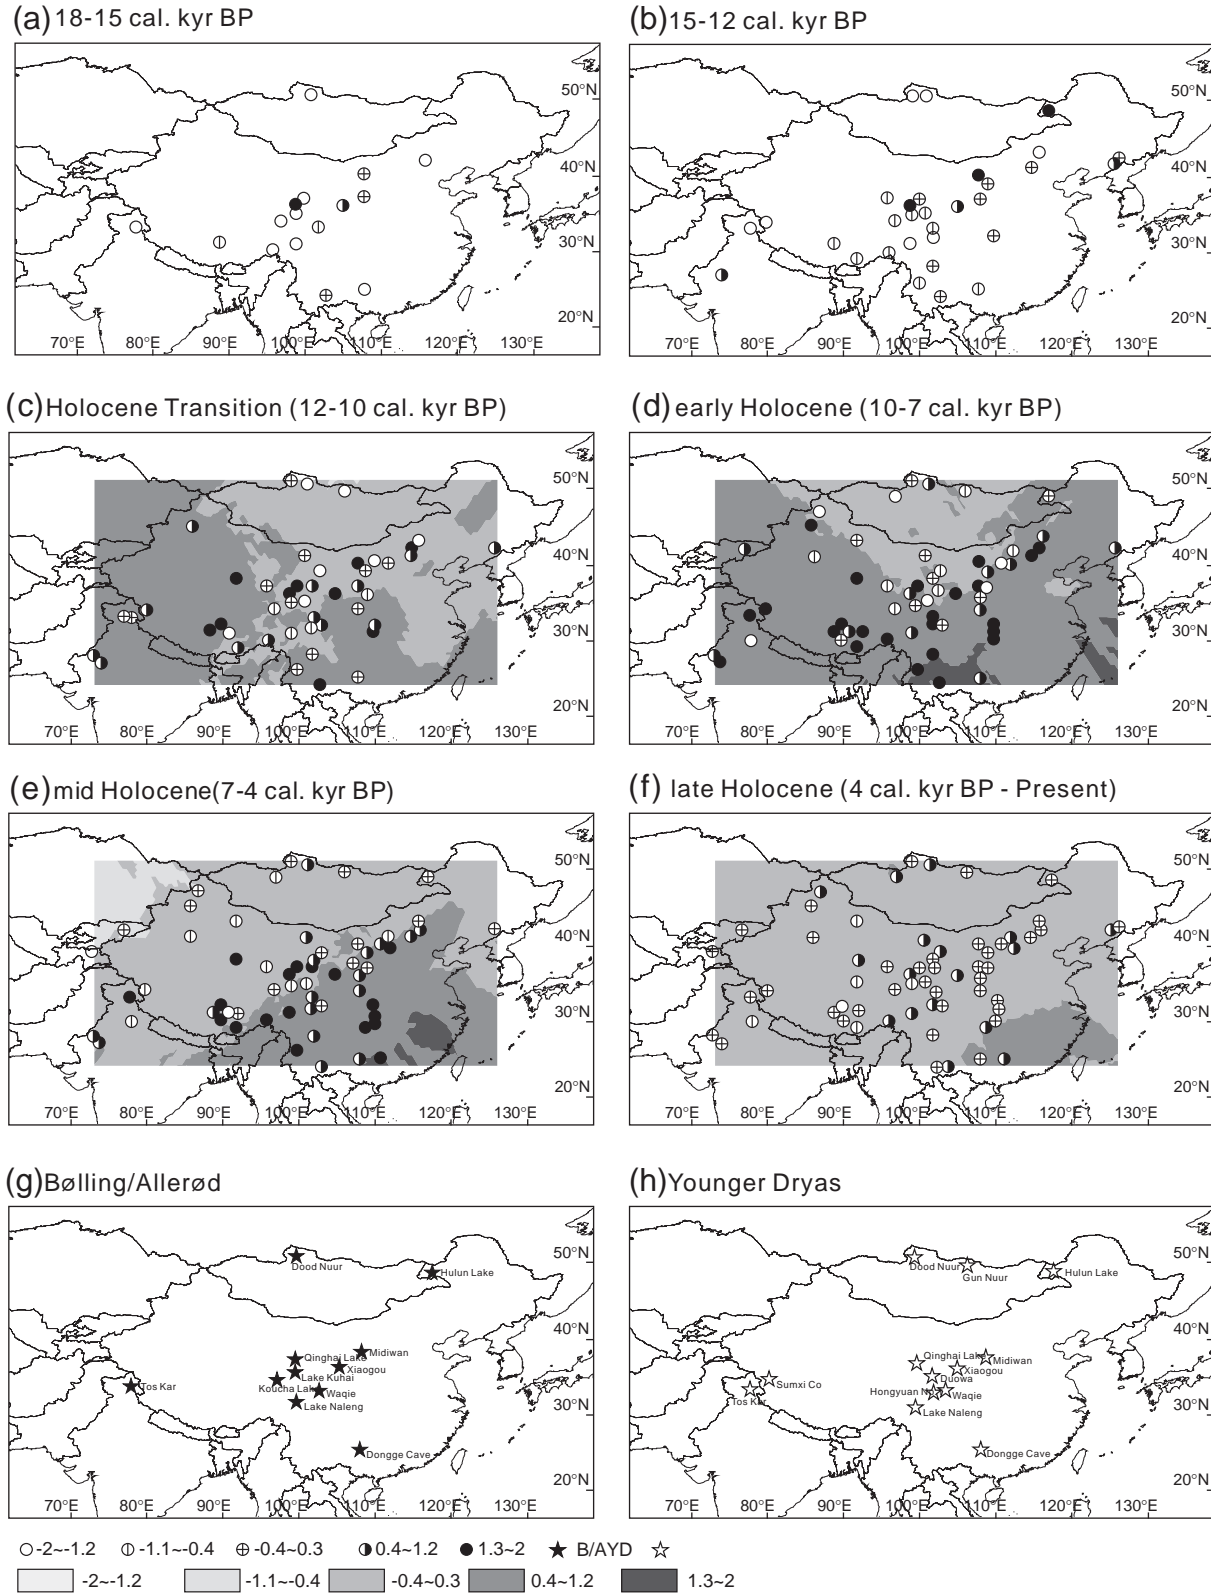 (a) 18-15 cal. kyr BP
(b) 15-12 cal. kyr BP
50°N
40°N
30°N
20°N
70°E 80°E 90°E 100°E 110°E 120°E 130°E
50°N
40°N
30°N
20°N
70°E 80°E 90°E 100°E 110°E 120°E 130°E
(c) Holocene Transition (12-10 cal. kyr BP)
(d) early Holocene (10-7 cal. kyr BP)
50°N
40°N
30°N
20°N
70°E 80°E 90°E 100°E 110°E 120°E 130°E
50°N
40°N
30°N
20°N
70°E 80°E 90°E 100°E 110°E 120°E 130°E
(e) mid Holocene(7-4 cal. kyr BP)
(f) late Holocene (4 cal. kyr BP - Present)
50°N
40°N
30°N
20°N
70°E 80°E 90°E 100°E 110°E 120°E 130°E
50°N
40°N
30°N
20°N
70°E 80°E 90°E 100°E 110°E 120°E 130°E
(g) Bølling/Allerød
(h) Younger Dryas
50°N
Dood Nuur
Hulun Lake
40°N
Qinghai Lake
Midiwan
Xiaogou
Lake Kuhai
Koucha Lake
Waqie
Tos Kar
Lake Naleng
30°N
Dongge Cave
20°N
70°E 80°E 90°E 100°E 110°E 120°E 130°E
50°N
Dood Nuur
Gun Nuur
Hulun Lake
40°N
Qinghai Lake
Midiwan
Xiaogou
Duowa
Sumxi Co
Hongyuan
Waqie
Tos Kar
Lake Naleng
30°N
Dongge Cave
20°N
70°E 80°E 90°E 100°E 110°E 120°E 130°E
-2~-1.2 -1.1~-0.4 -0.4~0.3 0.4~1.2 1.3~2 B/AYD
-2~-1.2 -1.1~-0.4 -0.4~0.3 0.4~1.2 1.3~2